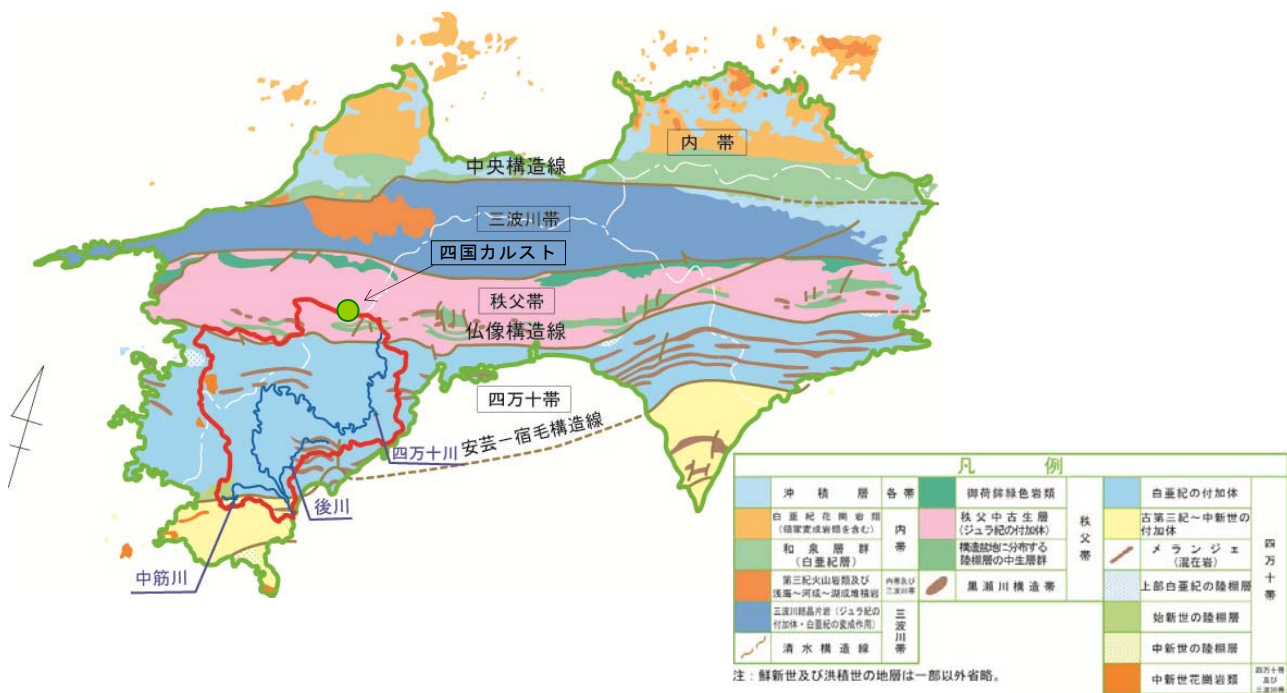 内 帯
中央構造線
三波川帯
四国カルスト
秩父帯
仏像構造線
四万十帯
安芸－宿毛構造線
四万十川
後川
中筋川
凡 例
沖 積 層
各帯
白亜紀花崗岩類
(領家変成岩類を含む)
和泉層群
(白亜紀層)
内帯
第三紀火山岩類及び
浅海～河成～湖成堆積岩
内帯及び
三波川帯
三波川結晶片岩(ジュラ紀の
付加体・白亜紀の変成作用)
清水構造線
三波川帯
御荷鉾緑色岩類
秩父中古生層
(ジュラ紀の付加体)
構造盆地に分布する
陸棚層の中生層群
黒瀬川構造帯
秩父帯
白亜紀の付加体
古第三紀～中新世の
付加体
メランジェ
(混在岩)
上部白亜紀の陸棚層
始新世の陸棚層
中新世の陸棚層
四万十帯
中新世花崗岩類
四万十帯
及び
注：鮮新世及び洪積世の地層は一部以外省略。